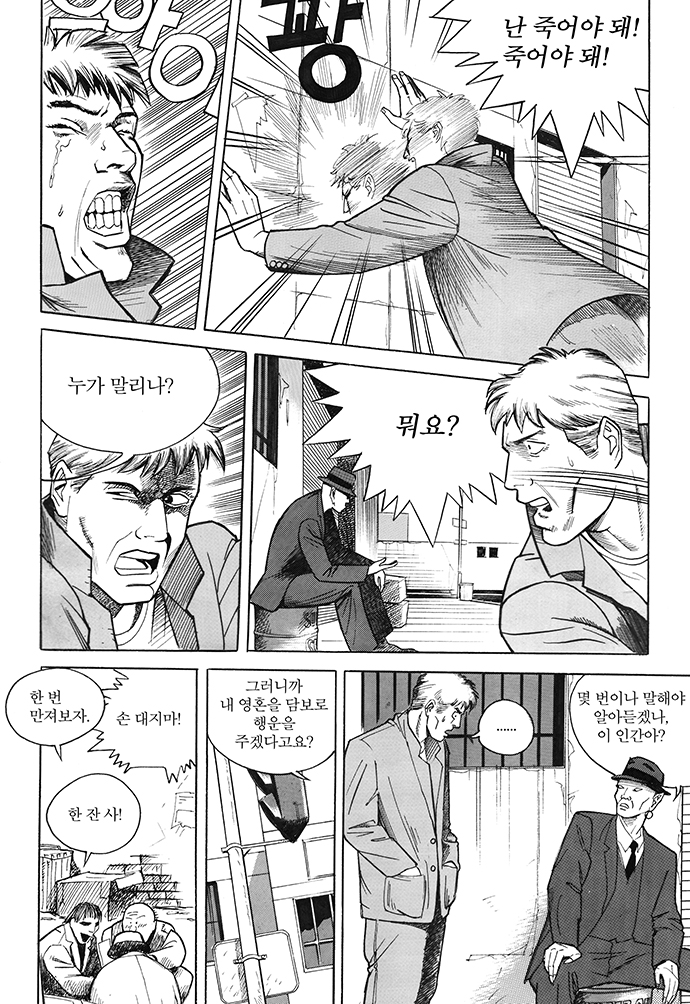 으앙
쾅
난 죽어야 돼!
죽어야 돼!
누가 말리나?
뭐요?
한 번
만져보자.
손 대지마!
한 잔 사!
그러니까
내 영혼을 담보로
행운을
주겠다고요?
······
몇 번이나 말해야
알아듣겠나,
이 인간아?